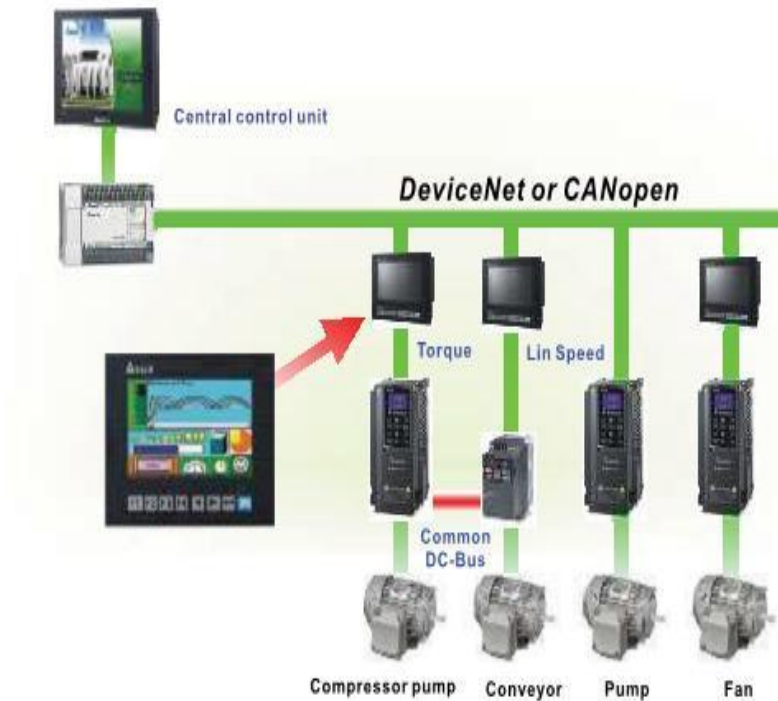 Central control unit
DeviceNet or CANopen
Torque
Lin Speed
Common
DC-Bus
Compressor pump
Conveyor
Pump
Fan